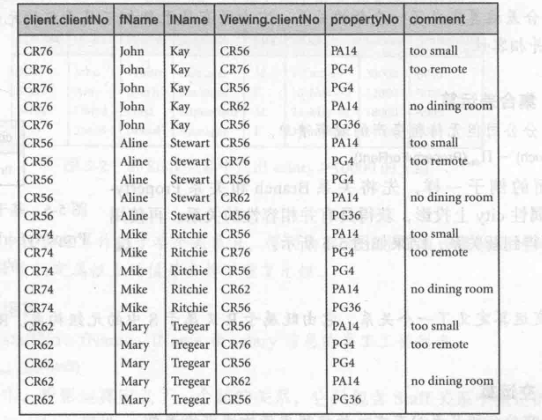 client.clientNo fName lName Viewing.clientNo propertyNo comment
CR76 John Kay CR56 PA14 too small
CR76 John Kay CR76 PG4 too remote
CR76 John Kay CR56 PG4
CR76 John Kay CR62 PA14 no dining room
CR76 John Kay CR56 PG36
CR56 Aline Stewart CR56 PA14 too small
CR56 Aline Stewart CR76 PG4 too remote
CR56 Aline Stewart CR56 PG4
CR56 Aline Stewart CR62 PA14 no dining room
CR56 Aline Stewart CR56 PG36
CR74 Mike Ritchie CR56 PA14 too small
CR74 Mike Ritchie CR76 PG4 too remote
CR74 Mike Ritchie CR56 PG4
CR74 Mike Ritchie CR62 PA14 no dining room
CR74 Mike Ritchie CR56 PG36
CR62 Mary Tregear CR56 PA14 too small
CR62 Mary Tregear CR76 PG4 too remote
CR62 Mary Tregear CR56 PG4
CR62 Mary Tregear CR62 PA14 no dining room
CR62 Mary Tregear CR56 PG36